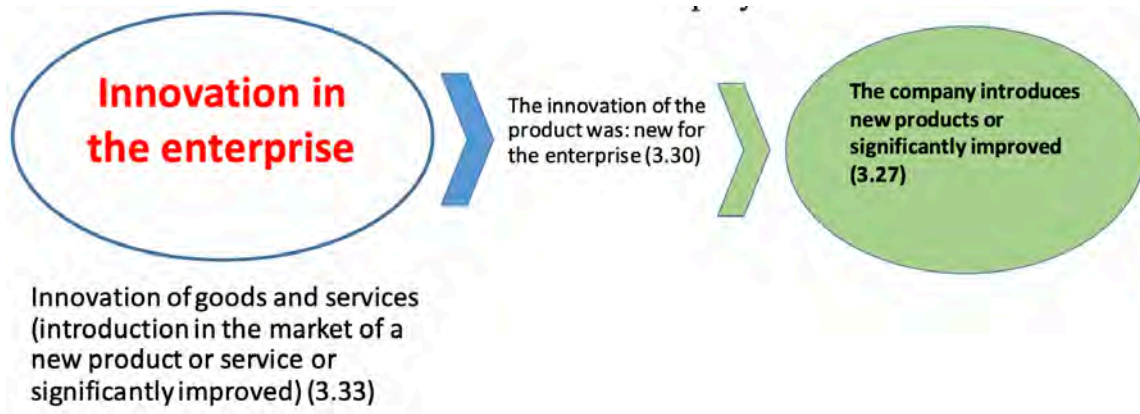 Innovation in
the enterprise
The innovation of the
product was: new for
the enterprise (3.30)
The company introduces
new products or
significantly improved
(3.27)
Innovation of goods and services
(introduction in the market of a
new product or service or
significantly improved) (3.33)